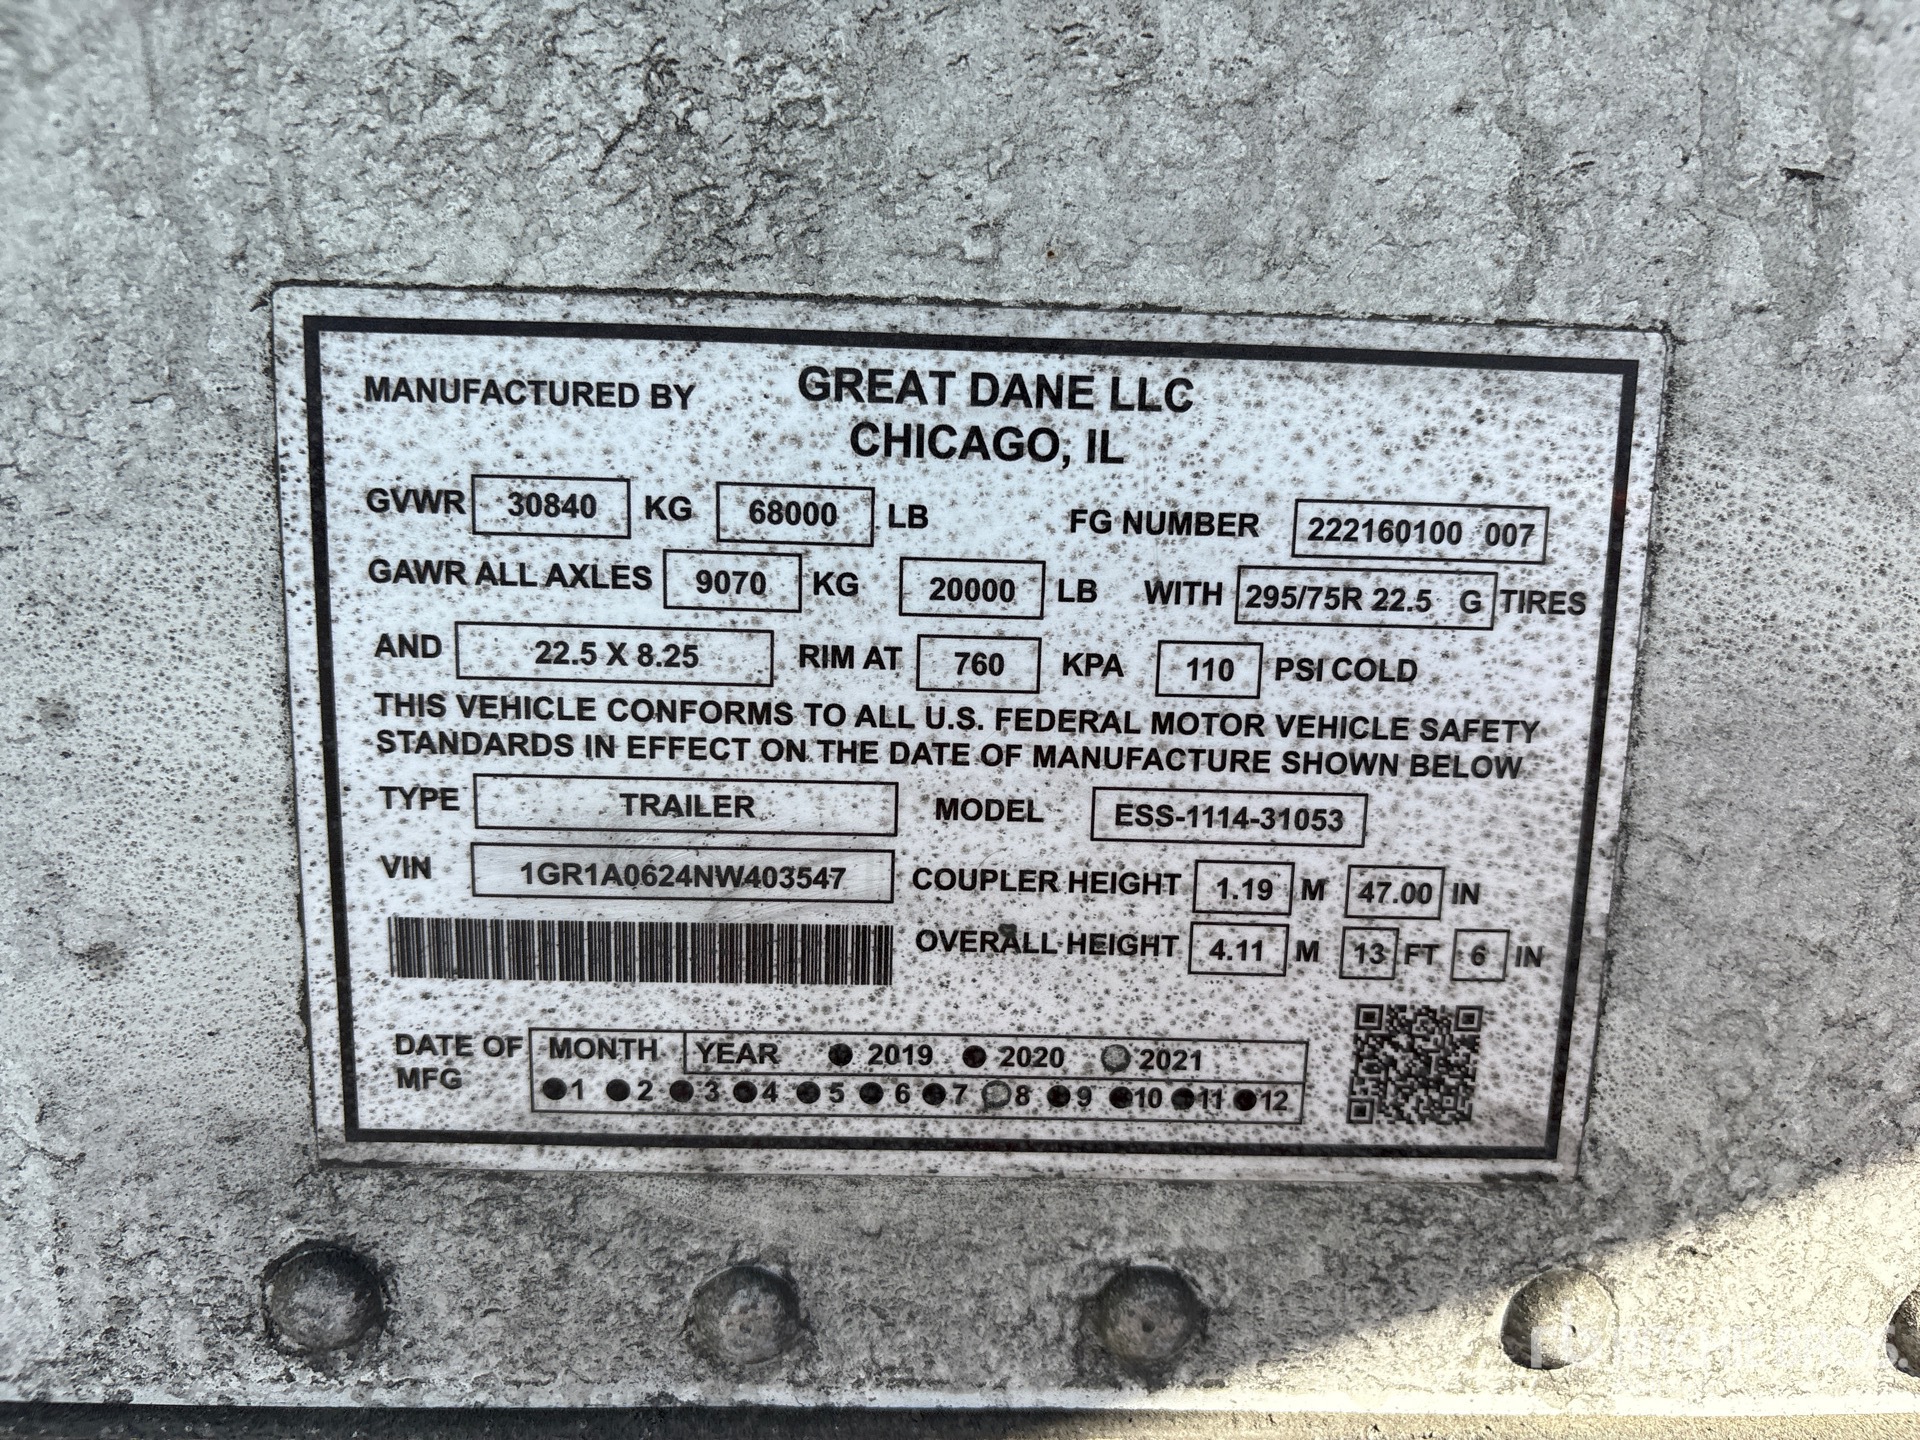 MANUFACTURED BY GREAT DANE LLC
CHICAGO, IL
GVWR 30840 KG 68000 LB FG NUMBER 222160100 007
GAWR ALL AXLES 9070 KG 20000 LB WITH 295/75R 22.5 G TIRES
AND 22.5 X 8.25 RIM AT 760 KPA 110 PSI COLD
THIS VEHICLE CONFORMS TO ALL U.S. FEDERAL MOTOR VEHICLE SAFETY
STANDARDS IN EFFECT ON THE DATE OF MANUFACTURE SHOWN BELOW
TYPE TRAILER MODEL ESS-1114-31053
VIN 1GR1A0624NW403547 COUPLER HEIGHT 1.19 M 47.00 IN
OVERALL HEIGHT 4.11 M 13 FT 6 IN
DATE OF MFG MONTH YEAR 2019 2020 2021
1 2 3 4 5 6 7 8 9 10 11 12